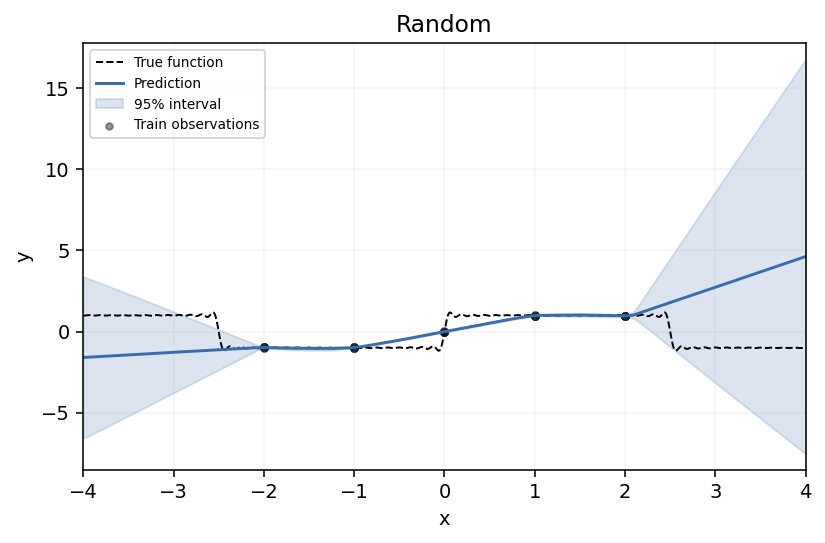 Random
True function
Prediction
95% interval
Train observations
15
10
5
0
−5
y
−4 −3 −2 −1 0 1 2 3 4
x